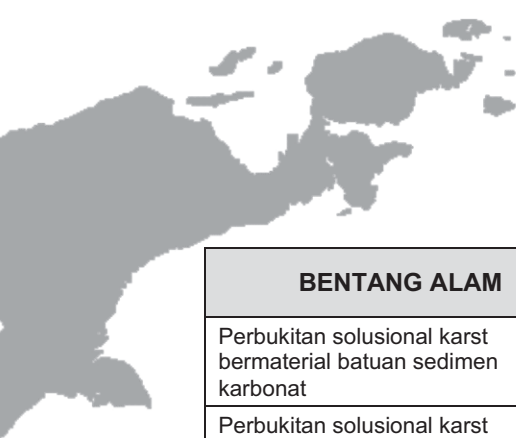 BENTANG ALAM
Perbukitan solusional karst
bermaterial batuan sedimen
karbonat
Perbukitan solusional karst